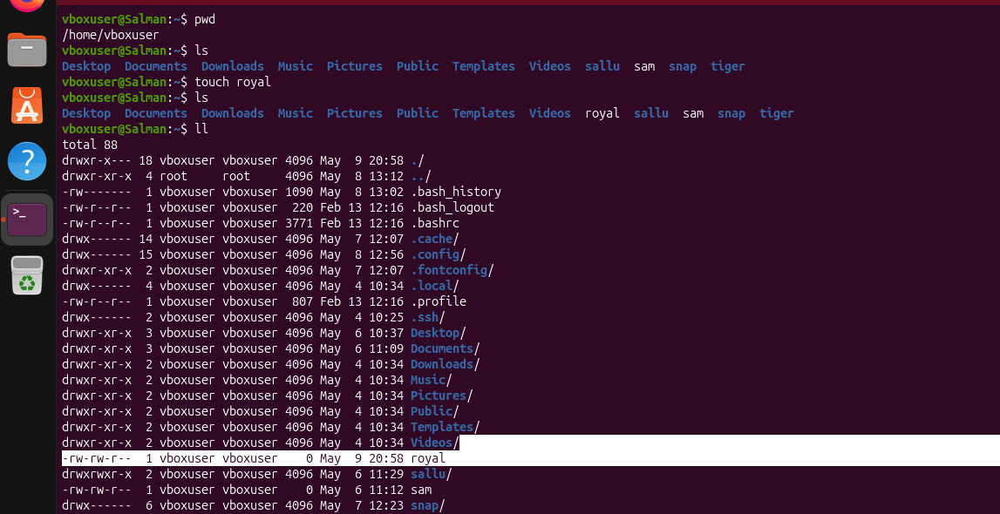 vboxuser@Salman:~$ pwd
/home/vboxuser
vboxuser@Salman:~$ ls
Desktop  Documents  Downloads  Music  Pictures  Public  Templates  Videos  sallu  sam  snap  tiger
vboxuser@Salman:~$ touch royal
vboxuser@Salman:~$ ls
Desktop  Documents  Downloads  Music  Pictures  Public  Templates  Videos  royal  sallu  sam  snap  tiger
vboxuser@Salman:~$ ll
total 88
drwxr-x--- 18 vboxuser vboxuser 4096 May  9 20:58 ./
drwxr-xr-x  4 root     root     4096 May  8 13:12 ../
-rw-------  1 vboxuser vboxuser 1090 May  8 13:02 .bash_history
-rw-r--r--  1 vboxuser vboxuser  220 Feb 13 12:16 .bash_logout
-rw-r--r--  1 vboxuser vboxuser 3771 Feb 13 12:16 .bashrc
drwx------ 14 vboxuser vboxuser 4096 May  7 12:07 .cache/
drwx------ 15 vboxuser vboxuser 4096 May  8 12:56 .config/
drwxr-xr-x  2 vboxuser vboxuser 4096 May  7 12:07 .fontconfig/
drwx------  4 vboxuser vboxuser 4096 May  4 10:34 .local/
-rw-r--r--  1 vboxuser vboxuser  807 Feb 13 12:16 .profile
drwx------  2 vboxuser vboxuser 4096 May  4 10:25 .ssh/
drwxr-xr-x  3 vboxuser vboxuser 4096 May  6 10:37 Desktop/
drwxr-xr-x  3 vboxuser vboxuser 4096 May  6 11:09 Documents/
drwxr-xr-x  2 vboxuser vboxuser 4096 May  4 10:34 Downloads/
drwxr-xr-x  2 vboxuser vboxuser 4096 May  4 10:34 Music/
drwxr-xr-x  2 vboxuser vboxuser 4096 May  4 10:34 Pictures/
drwxr-xr-x  2 vboxuser vboxuser 4096 May  4 10:34 Public/
drwxr-xr-x  2 vboxuser vboxuser 4096 May  4 10:34 Templates/
drwxr-xr-x  2 vboxuser vboxuser 4096 May  4 10:34 Videos/
-rw-rw-r--  1 vboxuser vboxuser    0 May  9 20:58 royal
drwxrwxr-x  2 vboxuser vboxuser 4096 May  6 11:29 sallu/
-rw-rw-r--  1 vboxuser vboxuser    0 May  6 11:12 sam
drwx------  6 vboxuser vboxuser 4096 May  7 12:23 snap/